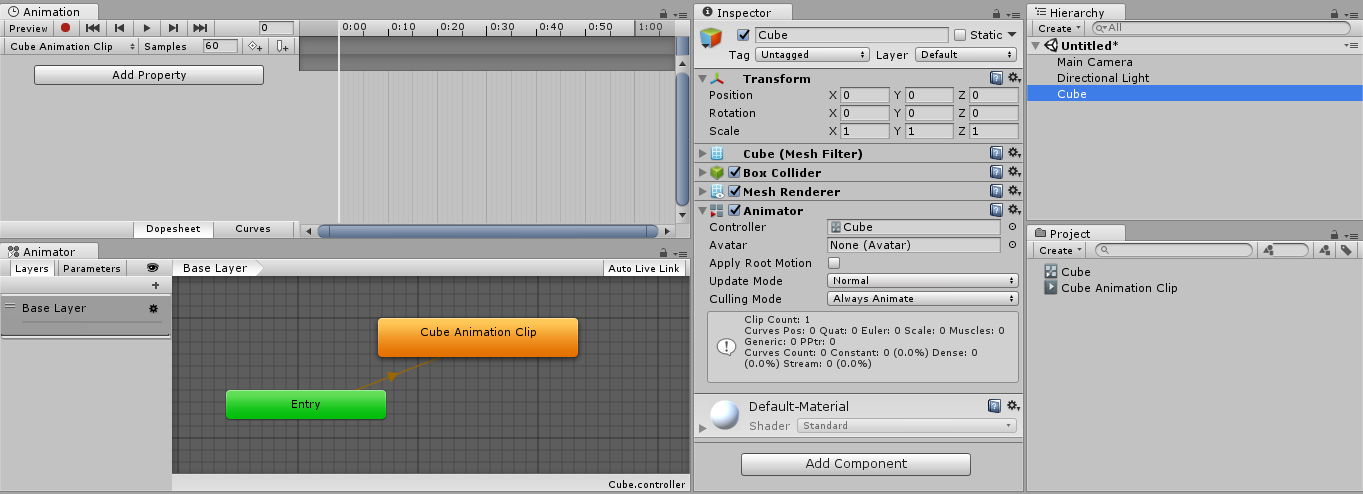 Animation
Preview
0
0:00 0:10 0:20 0:30 0:40 0:50 1:00
Cube Animation Clip Samples 60
Add Property
Dopesheet Curves
Animator
Layers Parameters
Base Layer
Auto Live Link
Base Layer
Cube Animation Clip
Entry
Cube.controller
Inspector
Cube Static
Tag Untagged Layer Default
Transform
Position X 0 Y 0 Z 0
Rotation X 0 Y 0 Z 0
Scale X 1 Y 1 Z 1
Cube (Mesh Filter)
Box Collider
Mesh Renderer
Animator
Controller Cube
Avatar None (Avatar)
Apply Root Motion
Update Mode Normal
Culling Mode Always Animate
Clip Count: 1
Curves Pos: 0 Quat: 0 Euler: 0 Scale: 0 Muscles: 0
Generic: 0 PPtr: 0
Curves Count: 0 Constant: 0 (0.0%) Dense: 0
(0.0%) Stream: 0 (0.0%)
Default-Material
Shader Standard
Add Component
Hierarchy
Create All
Untitled*
Main Camera
Directional Light
Cube
Project
Create
Cube
Cube Animation Clip